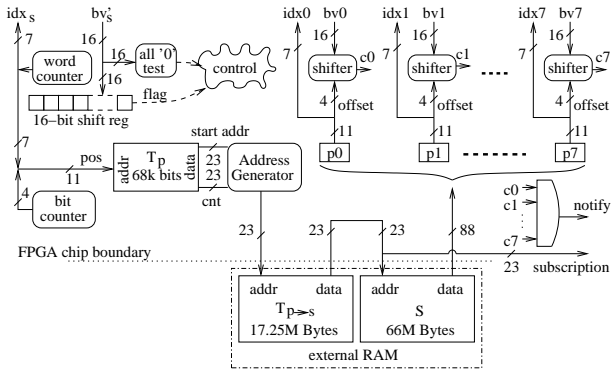 idx s bv's idx0 bv0 idx1 bv1 idx7 bv7
7 16 16 all '0' test 7 16 7 16 7 16
word counter 16 control shifter c0 shifter c1 shifter c7
flag 4 offset 4 offset 4 offset
16-bit shift reg
start addr 11 11 11
7 pos addr Tp 68k bits data 23 23 Address Generator p0 p1 p7
11 cnt
4 bit counter
c0
c1
c7
notify
23 23 23 88
FPGA chip boundary 23 subscription
addr data addr data
Tp→s S
17.25M Bytes 66M Bytes
external RAM